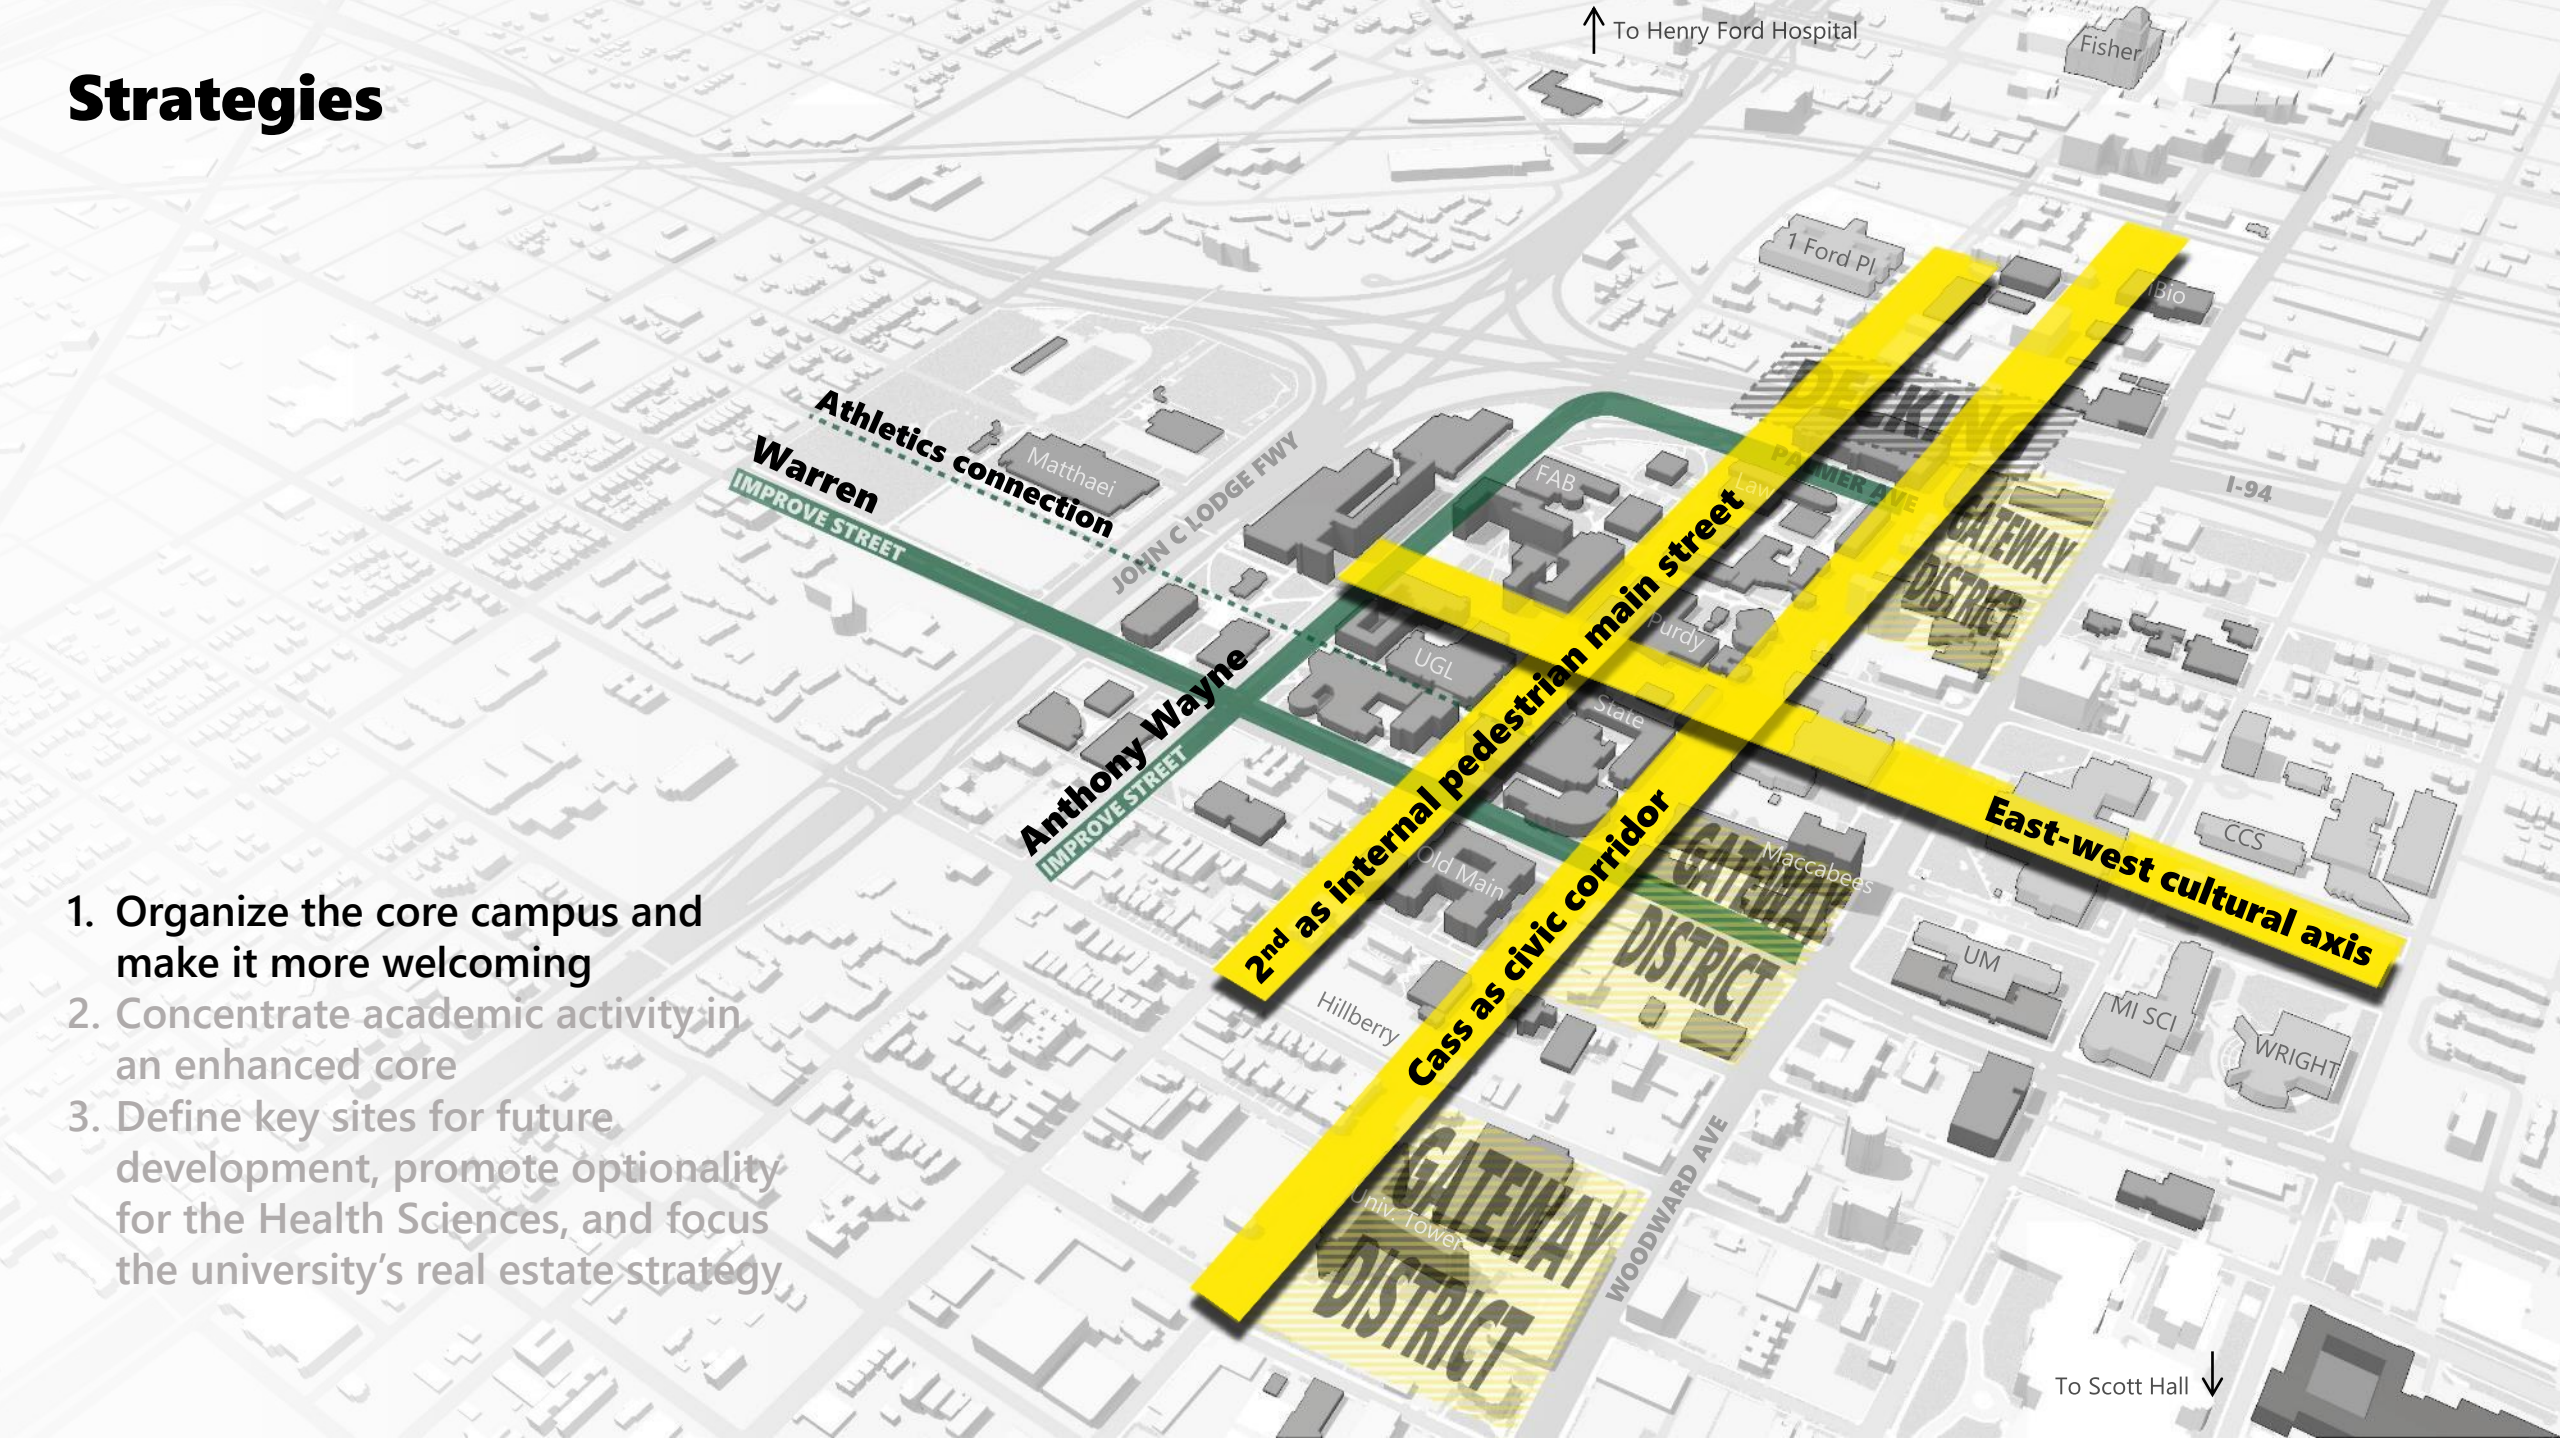 Strategies
To Henry Ford Hospital
Fisher
1 Ford Pl
iBio
DECKING
Athletics connection
Warren
IMPROVE STREET
Matthaei
JOHN C LODGE FWY
FAB
Law
PALMER AVE
I-94
GATEWAY
DISTRICT
Purdy
UGL
State
Anthony Wayne
IMPROVE STREET
2nd as internal pedestrian main street
Cass as civic corridor
East-west cultural axis
CCS
Old Main
Maccabees
GATEWAY
DISTRICT
UM
MI SCI
WRIGHT
Hillberry
GATEWAY
DISTRICT
Univ. Tower
WOODWARD AVE
To Scott Hall
1. Organize the core campus and
make it more welcoming
2. Concentrate academic activity in
an enhanced core
3. Define key sites for future
development, promote optionality
for the Health Sciences, and focus
the university's real estate strategy